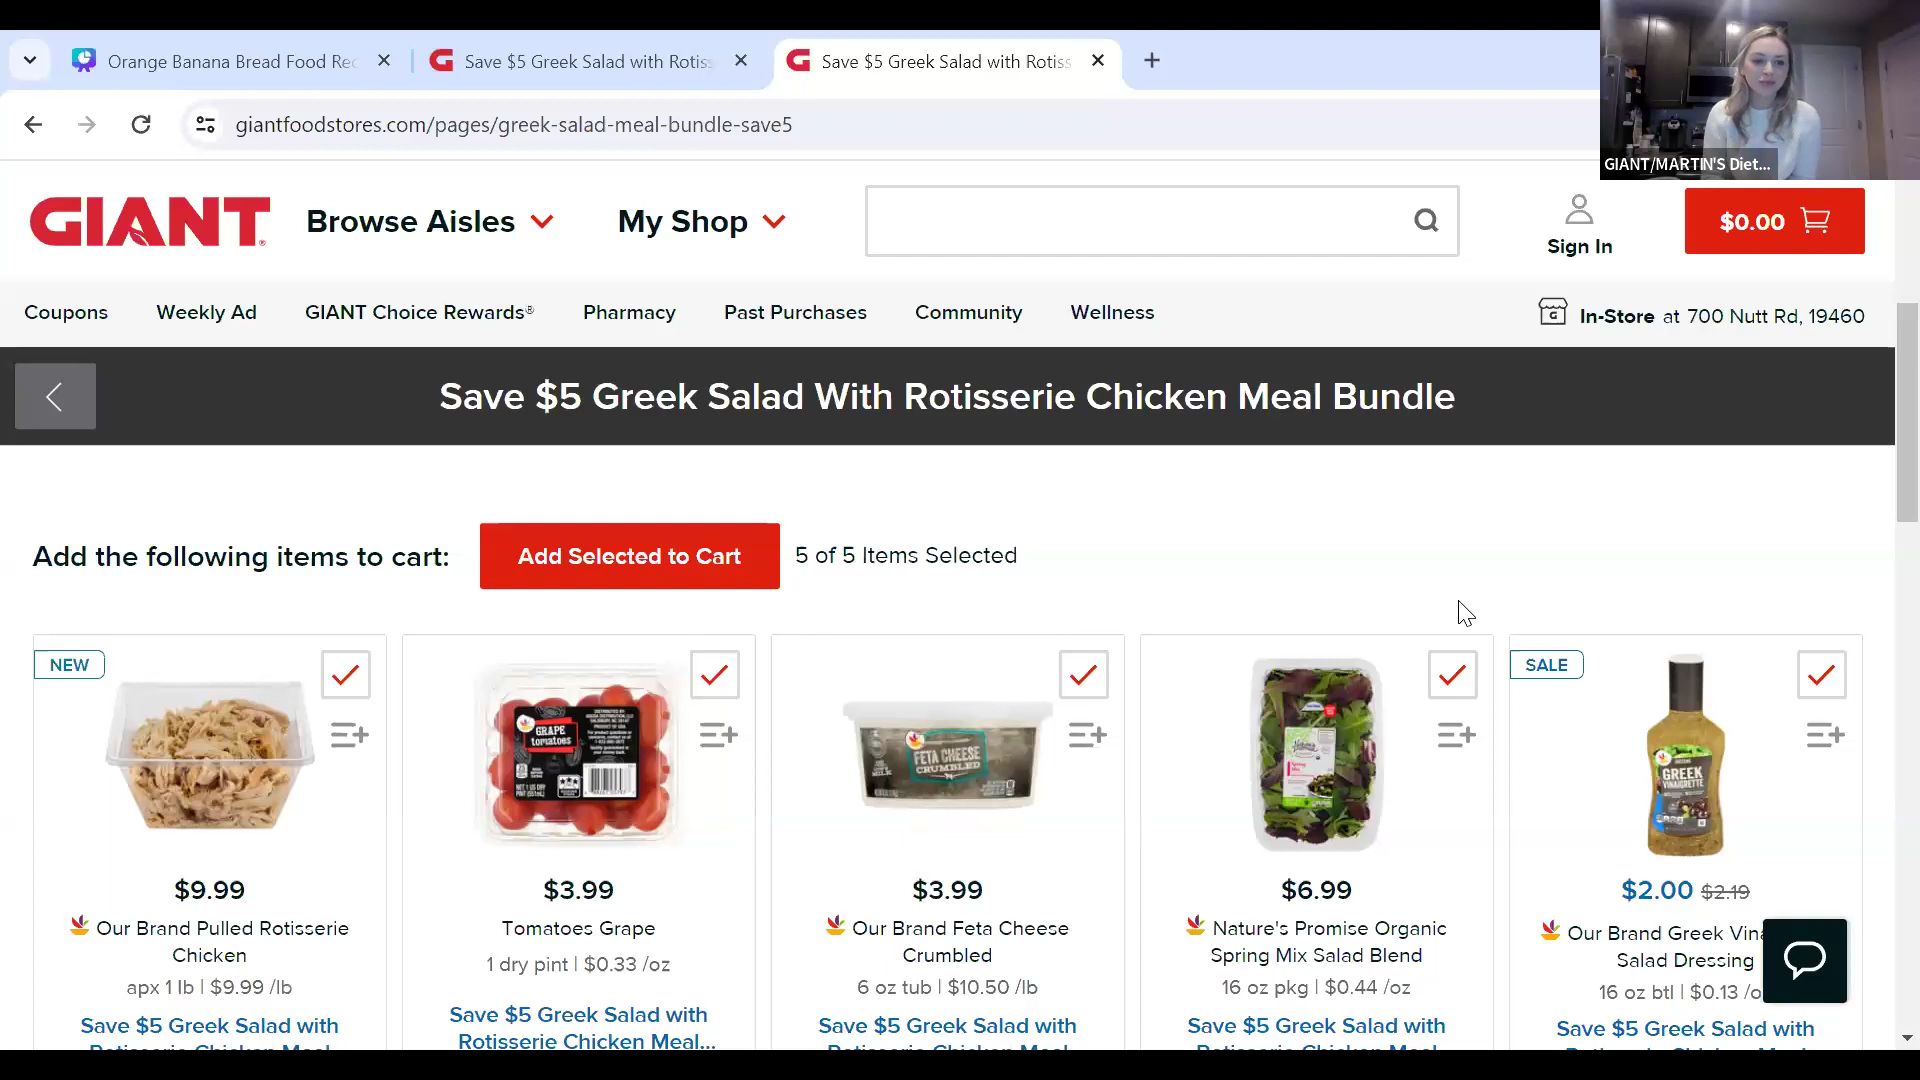 Orange Banana Bread Food Rec
Save $5 Greek Salad with Rotiss
Save $5 Greek Salad with Rotiss
giantfoodstores.com/pages/greek-salad-meal-bundle-save5
GIANT/MARTIN'S Diet...
GIANT
Browse Aisles
My Shop
Sign In
$0.00
Coupons
Weekly Ad
GIANT Choice Rewards®
Pharmacy
Past Purchases
Community
Wellness
In-Store at 700 Nutt Rd, 19460
Save $5 Greek Salad With Rotisserie Chicken Meal Bundle
Add the following items to cart:
Add Selected to Cart
5 of 5 Items Selected
NEW
$9.99
Our Brand Pulled Rotisserie
Chicken
apx 1 lb | $9.99 /lb
Save $5 Greek Salad with
Rotisserie Chicken Meal
GRAPE
tomatoes
$3.99
Tomatoes Grape
1 dry pint | $0.33 /oz
Save $5 Greek Salad with
Rotisserie Chicken Meal...
FETA CHEESE
CRUMBLED
$3.99
Our Brand Feta Cheese
Crumbled
6 oz tub | $10.50 /lb
Save $5 Greek Salad with
Rotisserie Chicken Meal
$6.99
Nature's Promise Organic
Spring Mix Salad Blend
16 oz pkg | $0.44 /oz
Save $5 Greek Salad with
Rotisserie Chicken Meal
SALE
GREEK
VINAIGRETTE
$2.00 $2.19
Our Brand Greek Vina
Salad Dressing
16 oz btl | $0.13 /o
Save $5 Greek Salad with